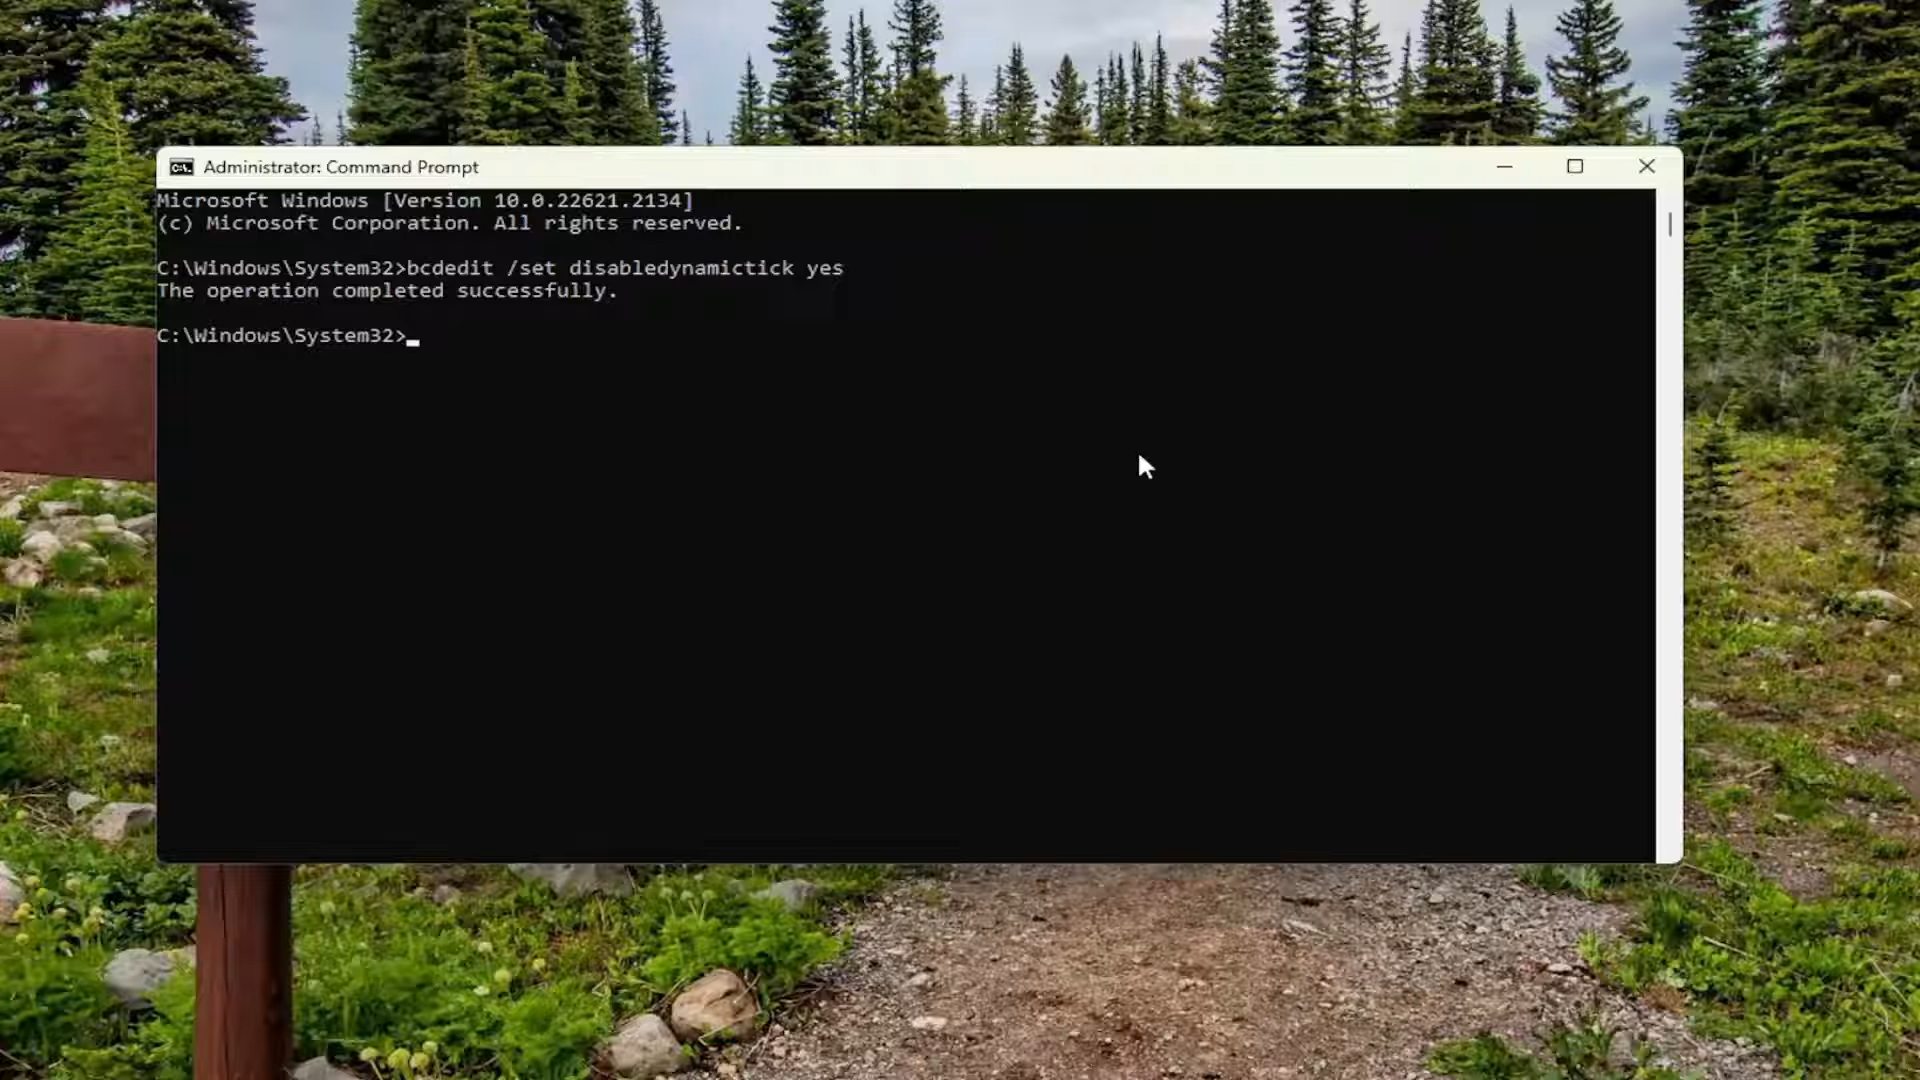 Administrator: Command Prompt
Microsoft Windows [Version 10.0.22621.2134]
(c) Microsoft Corporation. All rights reserved.
C:\Windows\System32>bcdedit /set disabledynamictick yes
The operation completed successfully.
C:\Windows\System32>